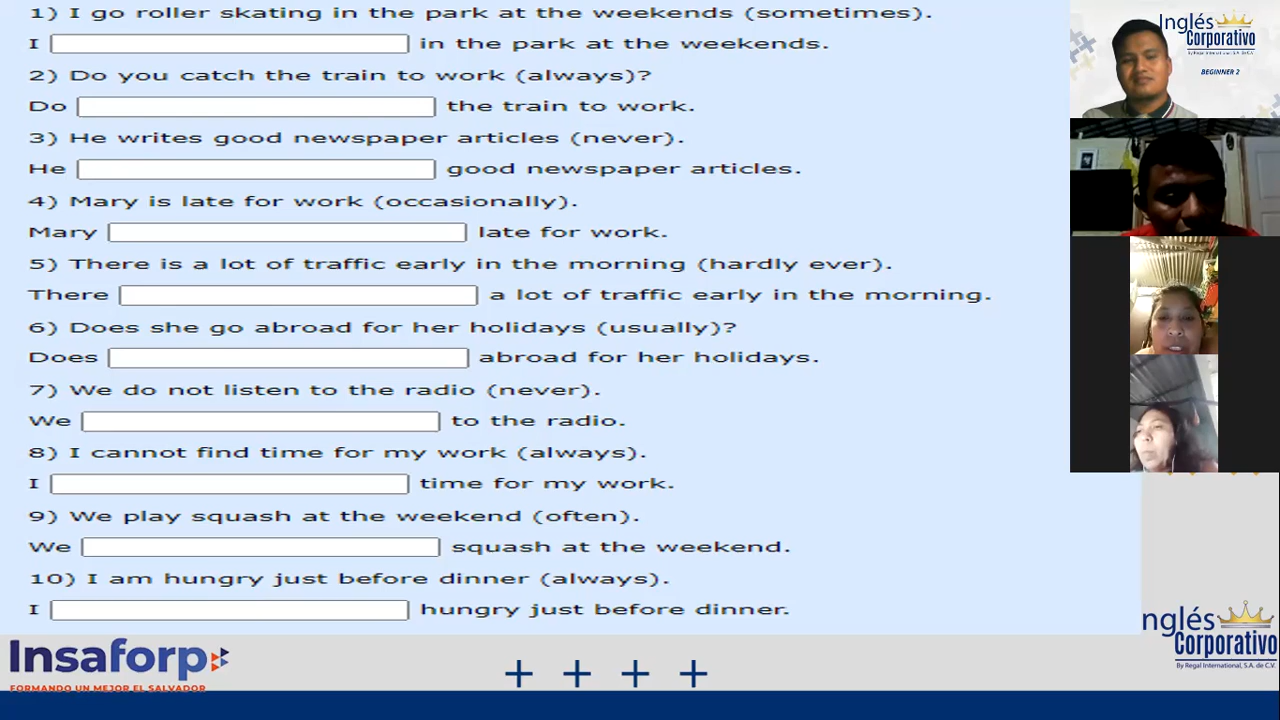 1) I go roller skating in the park at the weekends (sometimes).
I in the park at the weekends.
2) Do you catch the train to work (always)?
Do the train to work.
3) He writes good newspaper articles (never).
He good newspaper articles.
4) Mary is late for work (occasionally).
Mary late for work.
5) There is a lot of traffic early in the morning (hardly ever).
There a lot of traffic early in the morning.
6) Does she go abroad for her holidays (usually)?
Does abroad for her holidays.
7) We do not listen to the radio (never).
We to the radio.
8) I cannot find time for my work (always).
I time for my work.
9) We play squash at the weekend (often).
We squash at the weekend.
10) I am hungry just before dinner (always).
I hungry just before dinner.
Inglés
Corporativo
By Regal International, S.A. de C.V.
BEGINNER 2
Insaforp
FORMANDO UN MEJOR EL SALVADOR
+ + + +
nglés
Corporativo
By Regal International, S.A. de C.V.